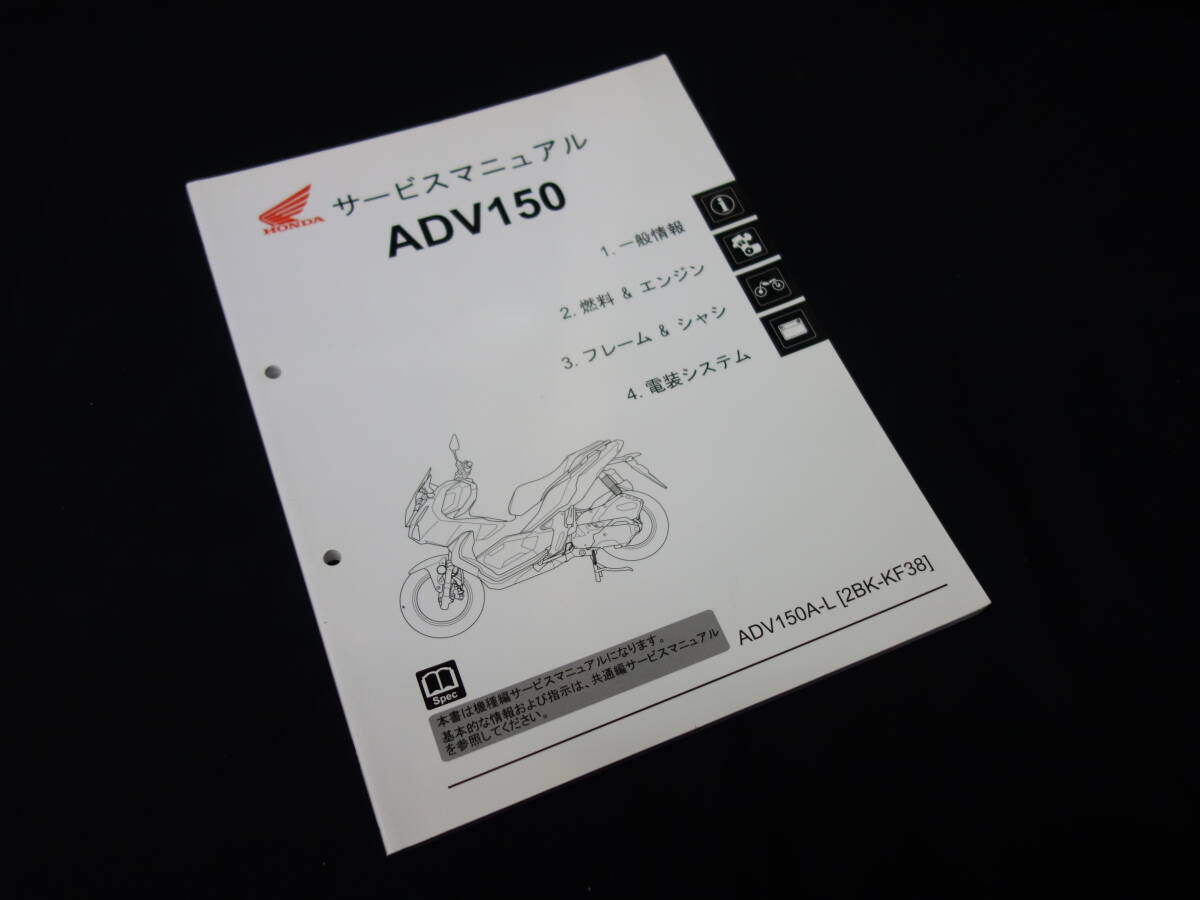 HONDA
サービスマニュアル
ADV150
1. 一般情報
2. 燃料 & エンジン
3. フレーム & シャシ
4. 電装システム
Spec
本書は機種編サービスマニュアルになります。
基本的な情報および指示は、共通編サービスマニュアル
を参照してください。
ADV150A-L [2BK-KF38]